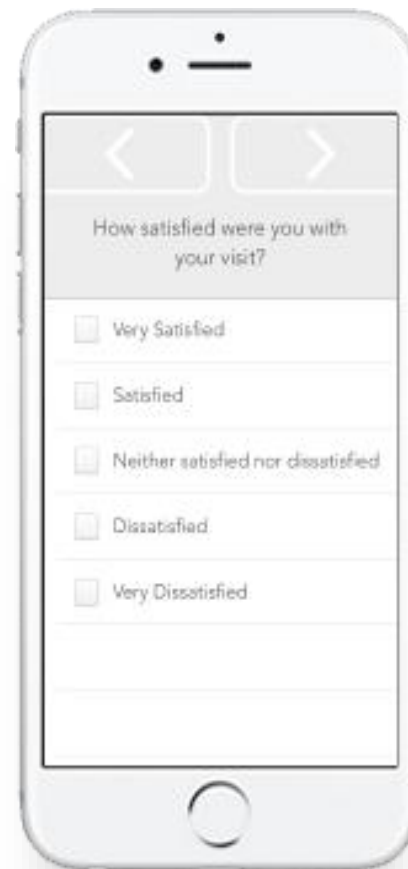 How satisfied were you with
your visit?
Very Satisfied
Satisfied
Neither satisfied nor dissatisfied
Dissatisfied
Very Dissatisfied